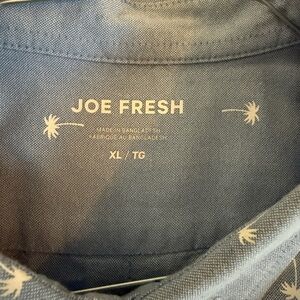 JOE FRESH
MADE IN BANGLADESH
FABRIQUÉ AU BANGLADESH
XL / TG